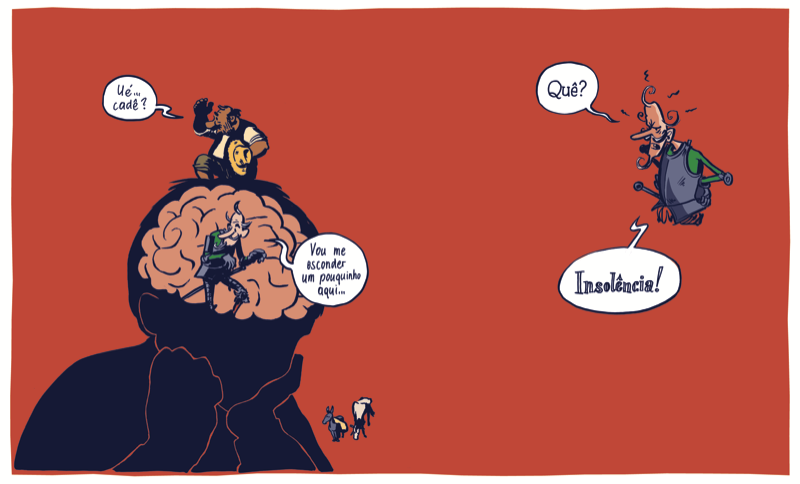 Ué...
cadê?
Vou me
esconder
um pouquinho
aqui...
Quê?
Insolência!